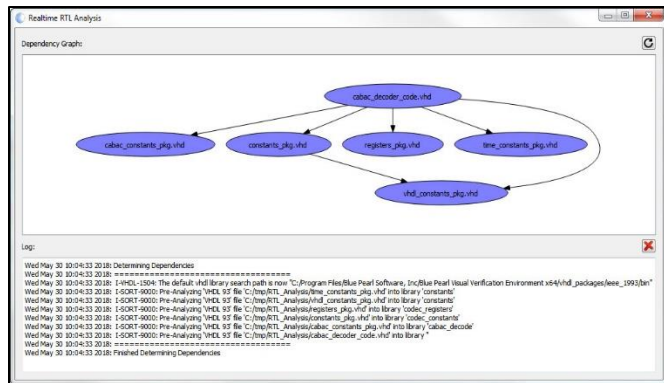 Realtime RTL Analysis
Dependency Graph:
cabac_decoder_code.vhd
cabac_constants_pkg.vhd
constants_pkg.vhd
registers_pkg.vhd
time_constants_pkg.vhd
vhdl_constants_pkg.vhd
Log:
Wed May 30 10:04:33 2018: Determining Dependencies
Wed May 30 10:04:33 2018: ===================================
Wed May 30 10:04:33 2018: I-VHDL-1504: The default vhdl library search path is now "C:/Program Files/Blue Pearl Software, Inc/Blue Pearl Visual Verification Environment x64/vhdl_packages/ieee_1993/bin"
Wed May 30 10:04:33 2018: I-SORT-9000: Pre-Analyzing 'VHDL 93' file 'C:/tmp/RTL_Analysis/time_constants_pkg.vhd' into library 'constants'
Wed May 30 10:04:33 2018: I-SORT-9000: Pre-Analyzing 'VHDL 93' file 'C:/tmp/RTL_Analysis/vhdl_constants_pkg.vhd' into library 'constants'
Wed May 30 10:04:33 2018: I-SORT-9000: Pre-Analyzing 'VHDL 93' file 'C:/tmp/RTL_Analysis/registers_pkg.vhd' into library 'codec_registers'
Wed May 30 10:04:33 2018: I-SORT-9000: Pre-Analyzing 'VHDL 93' file 'C:/tmp/RTL_Analysis/constants_pkg.vhd' into library 'codec_constants'
Wed May 30 10:04:33 2018: I-SORT-9000: Pre-Analyzing 'VHDL 93' file 'C:/tmp/RTL_Analysis/cabac_constants_pkg.vhd' into library 'cabac_decode'
Wed May 30 10:04:33 2018: I-SORT-9000: Pre-Analyzing 'VHDL 93' file 'C:/tmp/RTL_Analysis/cabac_decoder_code.vhd' into library ''
Wed May 30 10:04:33 2018: ===================================
Wed May 30 10:04:33 2018: Finished Determining Dependencies